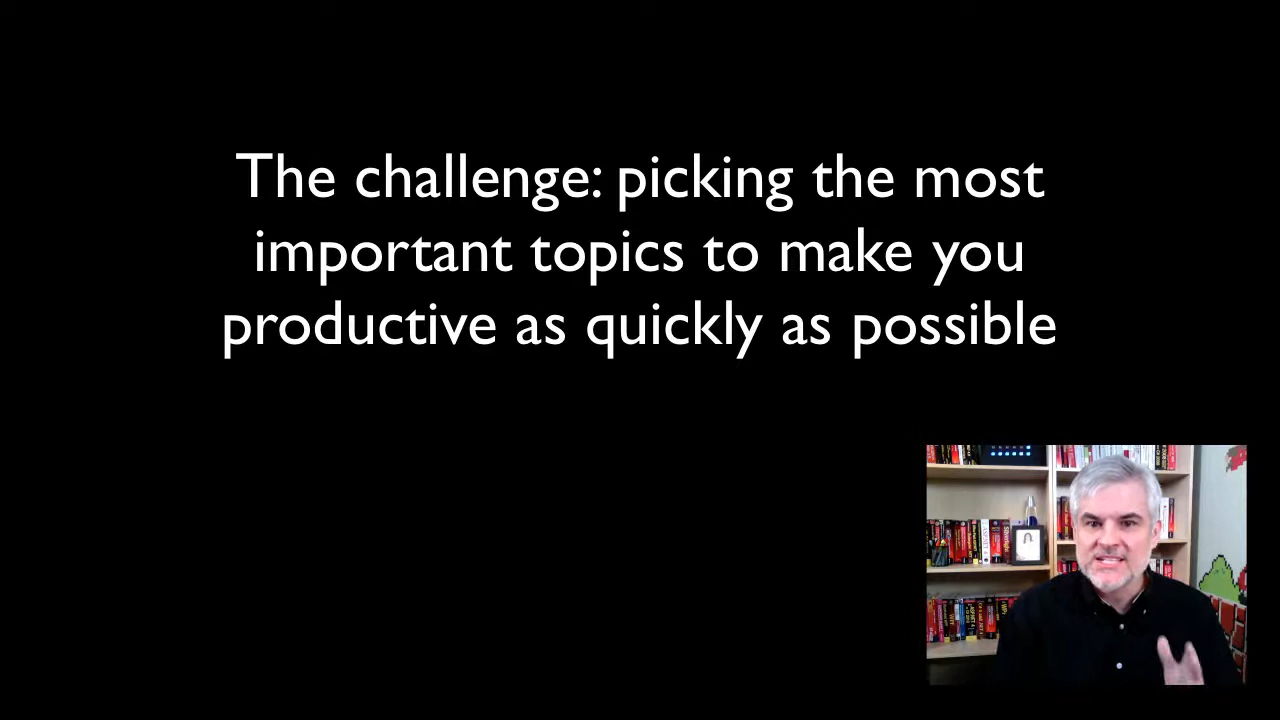 The challenge: picking the most
important topics to make you
productive as quickly as possible